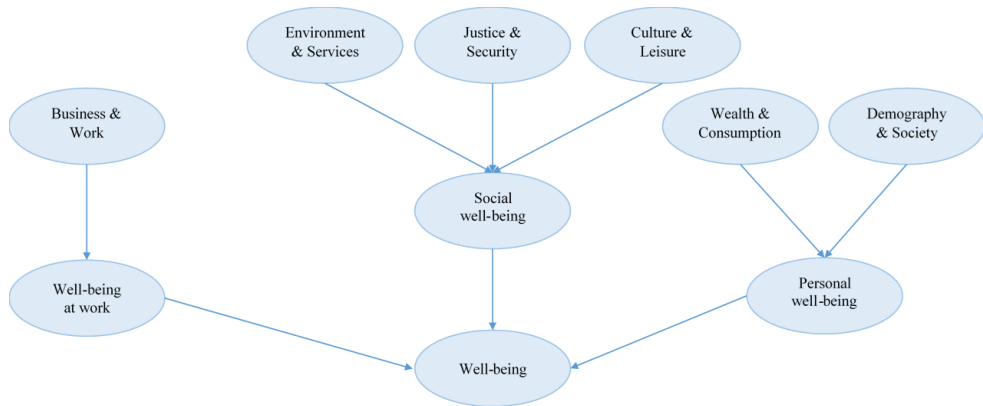 Environment
& Services
Justice &
Security
Culture &
Leisure
Business &
Work
Wealth &
Consumption
Demography
& Society
Social
well-being
Well-being
at work
Personal
well-being
Well-being